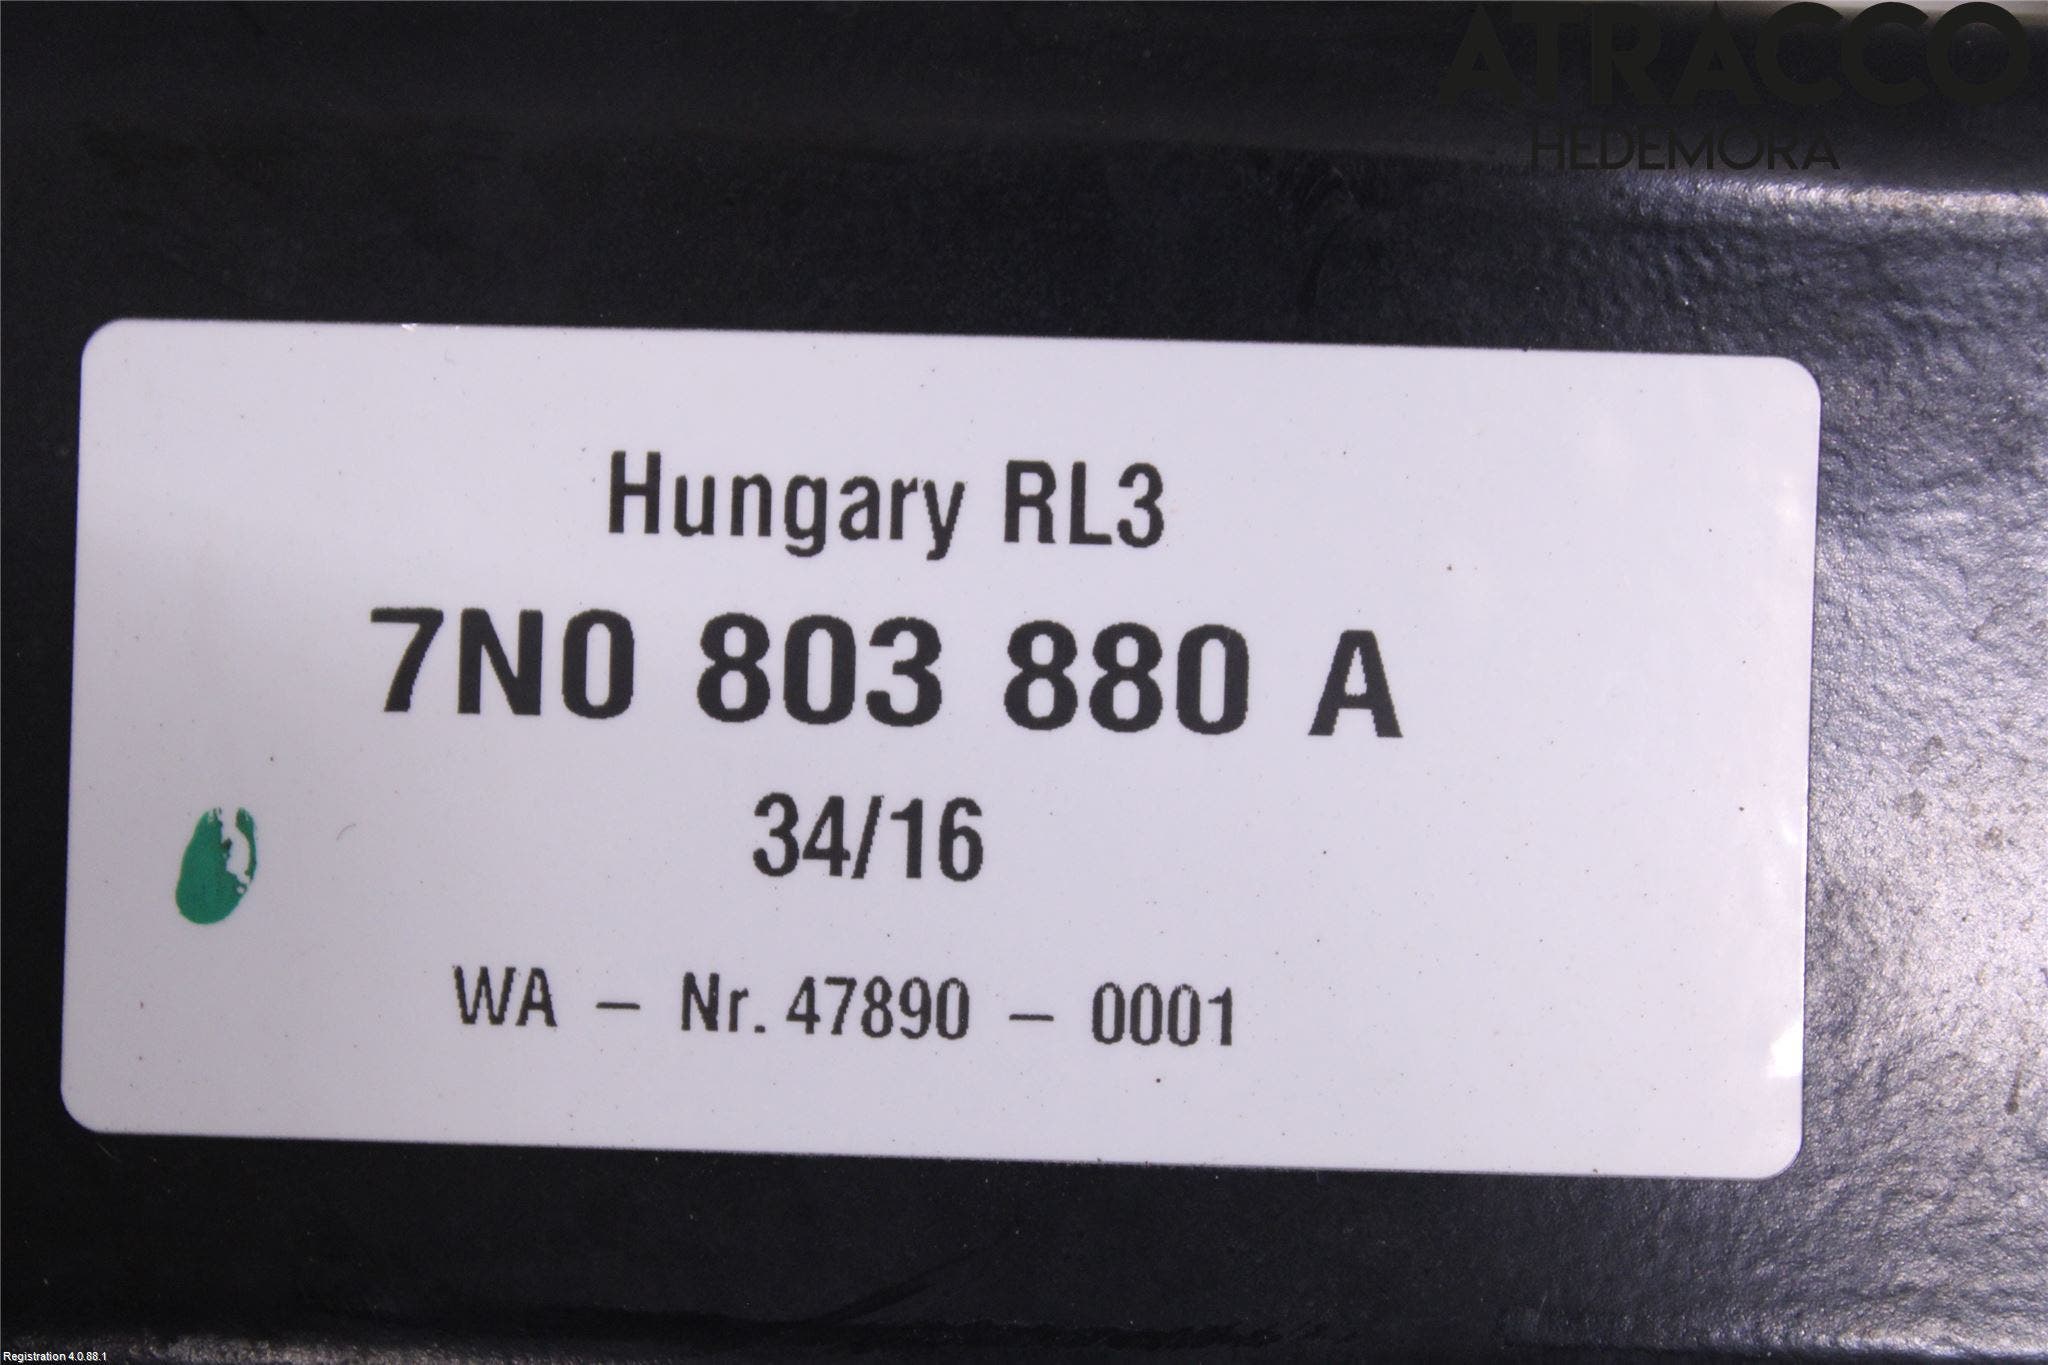 ATRACCO
HEDEMORA
Hungary RL3
7N0 803 880 A
34/16
WA - Nr. 47890 - 0001
Registration 4.0.88.1